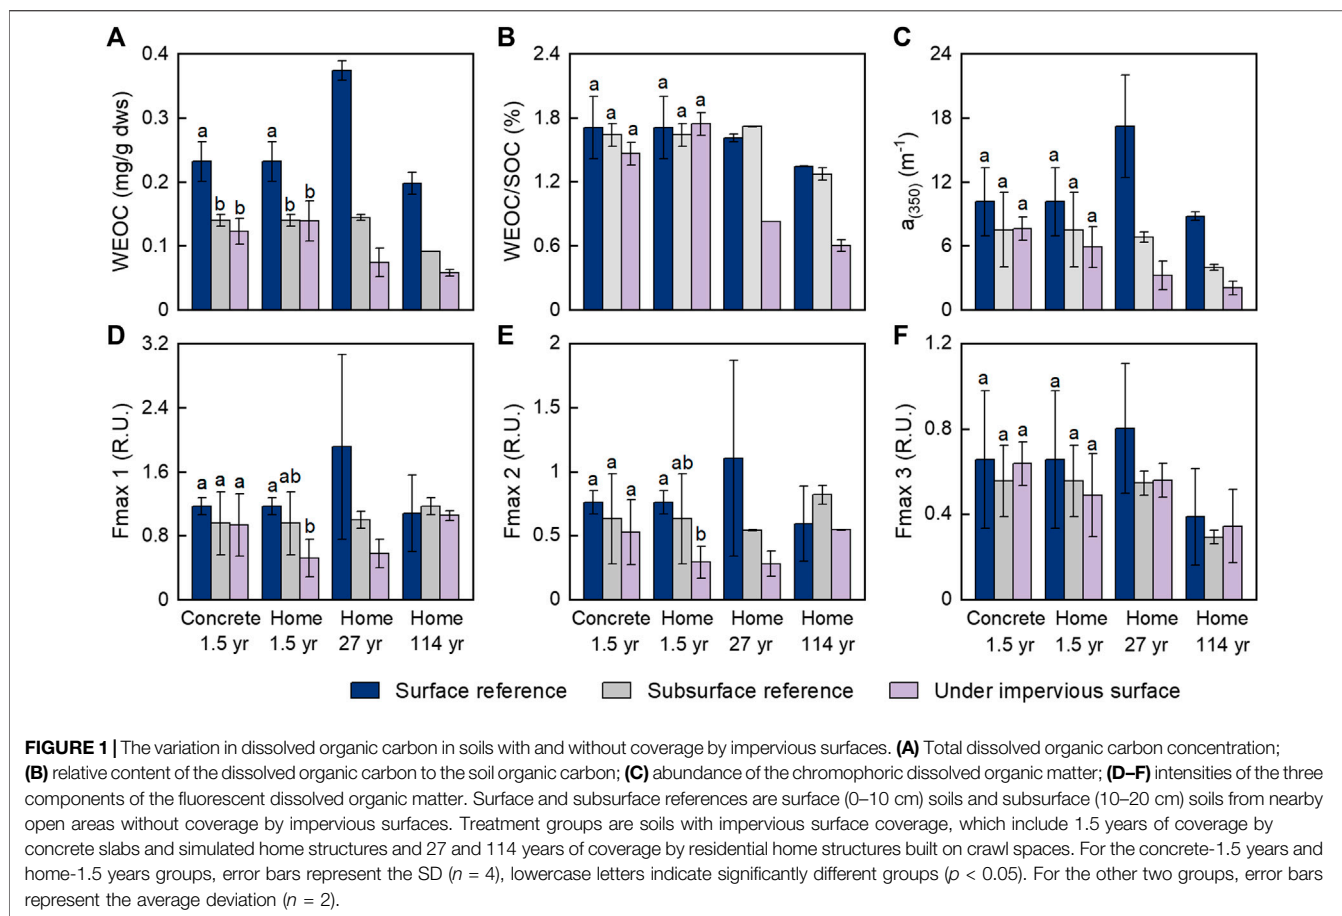 A
B
C
WEOC (mg/g dws)
0.4
0.3
0.2
0.1
0
a
b
b
a
b
b
WEOC/SOC (%)
2.4
1.8
1.2
0.6
0
a
a
a
a
a
a
a(350) (m-1)
24
18
12
6
0
a
a
a
a
a
a
D
E
F
Fmax 1 (R.U.)
3.2
2.4
1.6
0.8
0
a
a
a
a
ab
b
Fmax 2 (R.U.)
2
1.5
1
0.5
0
a
a
a
a
ab
b
Fmax 3 (R.U.)
1.2
0.8
0.4
0
a
a
a
a
a
a
Concrete Home Home Home
1.5 yr 1.5 yr 27 yr 114 yr
Concrete Home Home Home
1.5 yr 1.5 yr 27 yr 114 yr
Concrete Home Home Home
1.5 yr 1.5 yr 27 yr 114 yr
Surface reference Subsurface reference Under impervious surface
FIGURE 1 | The variation in dissolved organic carbon in soils with and without coverage by impervious surfaces. (A) Total dissolved organic carbon concentration;
(B) relative content of the dissolved organic carbon to the soil organic carbon; (C) abundance of the chromophoric dissolved organic matter; (D–F) intensities of the three
components of the fluorescent dissolved organic matter. Surface and subsurface references are surface (0–10 cm) soils and subsurface (10–20 cm) soils from nearby
open areas without coverage by impervious surfaces. Treatment groups are soils with impervious surface coverage, which include 1.5 years of coverage by
concrete slabs and simulated home structures and 27 and 114 years of coverage by residential home structures built on crawl spaces. For the concrete-1.5 years and
home-1.5 years groups, error bars represent the SD (n = 4), lowercase letters indicate significantly different groups (p < 0.05). For the other two groups, error bars
represent the average deviation (n = 2).